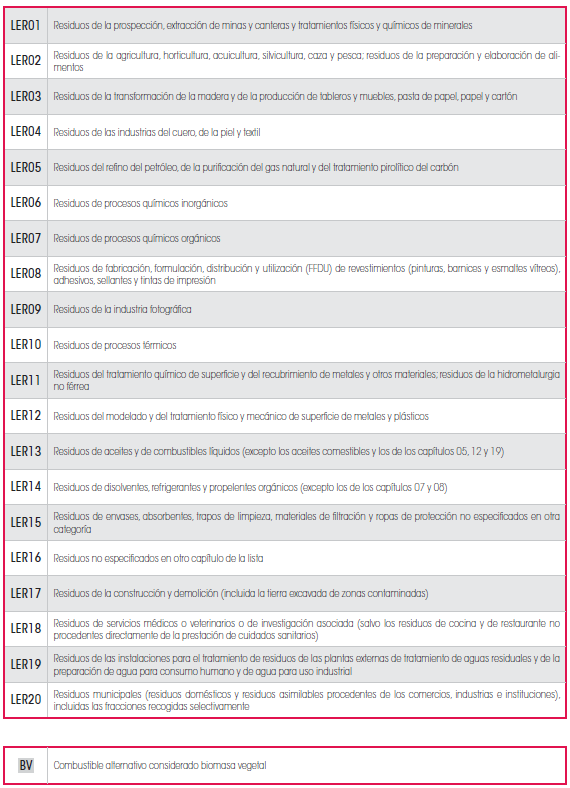 LER01 Residuos de la prospección, extracción de minas y canteras y tratamientos físicos y químicos de minerales
LER02 Residuos de la agricultura, horticultura, acuicultura, silvicultura, caza y pesca; residuos de la preparación y elaboración de ali-
mentos
LER03 Residuos de la transformación de la madera y de la producción de tableros y muebles, pasta de papel, papel y cartón
LER04 Residuos de las industrias del cuero, de la piel y textil
LER05 Residuos del refino del petróleo, de la purificación del gas natural y del tratamiento pirolítico del carbón
LER06 Residuos de procesos químicos inorgánicos
LER07 Residuos de procesos químicos orgánicos
LER08 Residuos de fabricación, formulación, distribución y utilización (FFDU) de revestimientos (pinturas, barnices y esmaltes vítreos),
adhesivos, sellantes y tintas de impresión
LER09 Residuos de la industria fotográfica
LER10 Residuos de procesos térmicos
LER11 Residuos del tratamiento químico de superficie y del recubrimiento de metales y otros materiales; residuos de la hidrometalurgia
no férrea
LER12 Residuos del modelado y del tratamiento físico y mecánico de superficie de metales y plásticos
LER13 Residuos de aceites y de combustibles líquidos (excepto los aceites comestibles y los de los capítulos 05, 12 y 19)
LER14 Residuos de disolventes, refrigerantes y propelentes orgánicos (excepto los de los capítulos 07 y 08)
LER15 Residuos de envases, absorbentes, trapos de limpieza, materiales de filtración y ropas de protección no especificados en otra
categoría
LER16 Residuos no especificados en otro capítulo de la lista
LER17 Residuos de la construcción y demolición (incluida la tierra excavada de zonas contaminadas)
LER18 Residuos de servicios médicos o veterinarios o de investigación asociada (salvo los residuos de cocina y de restaurante no
procedentes directamente de la prestación de cuidados sanitarios)
LER19 Residuos de las instalaciones para el tratamiento de residuos de las plantas externas de tratamiento de aguas residuales y de la
preparación de agua para consumo humano y de agua para uso industrial
LER20 Residuos municipales (residuos domésticos y residuos asimilables procedentes de los comercios, industrias e instituciones),
incluidas las fracciones recogidas selectivamente
BV Combustible alternativo considerado biomasa vegetal